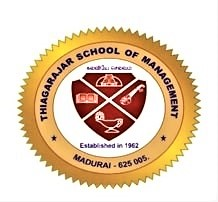 THIAGARAJAR SCHOOL OF MANAGEMENT
Established in 1962
MADURAI - 625 005.